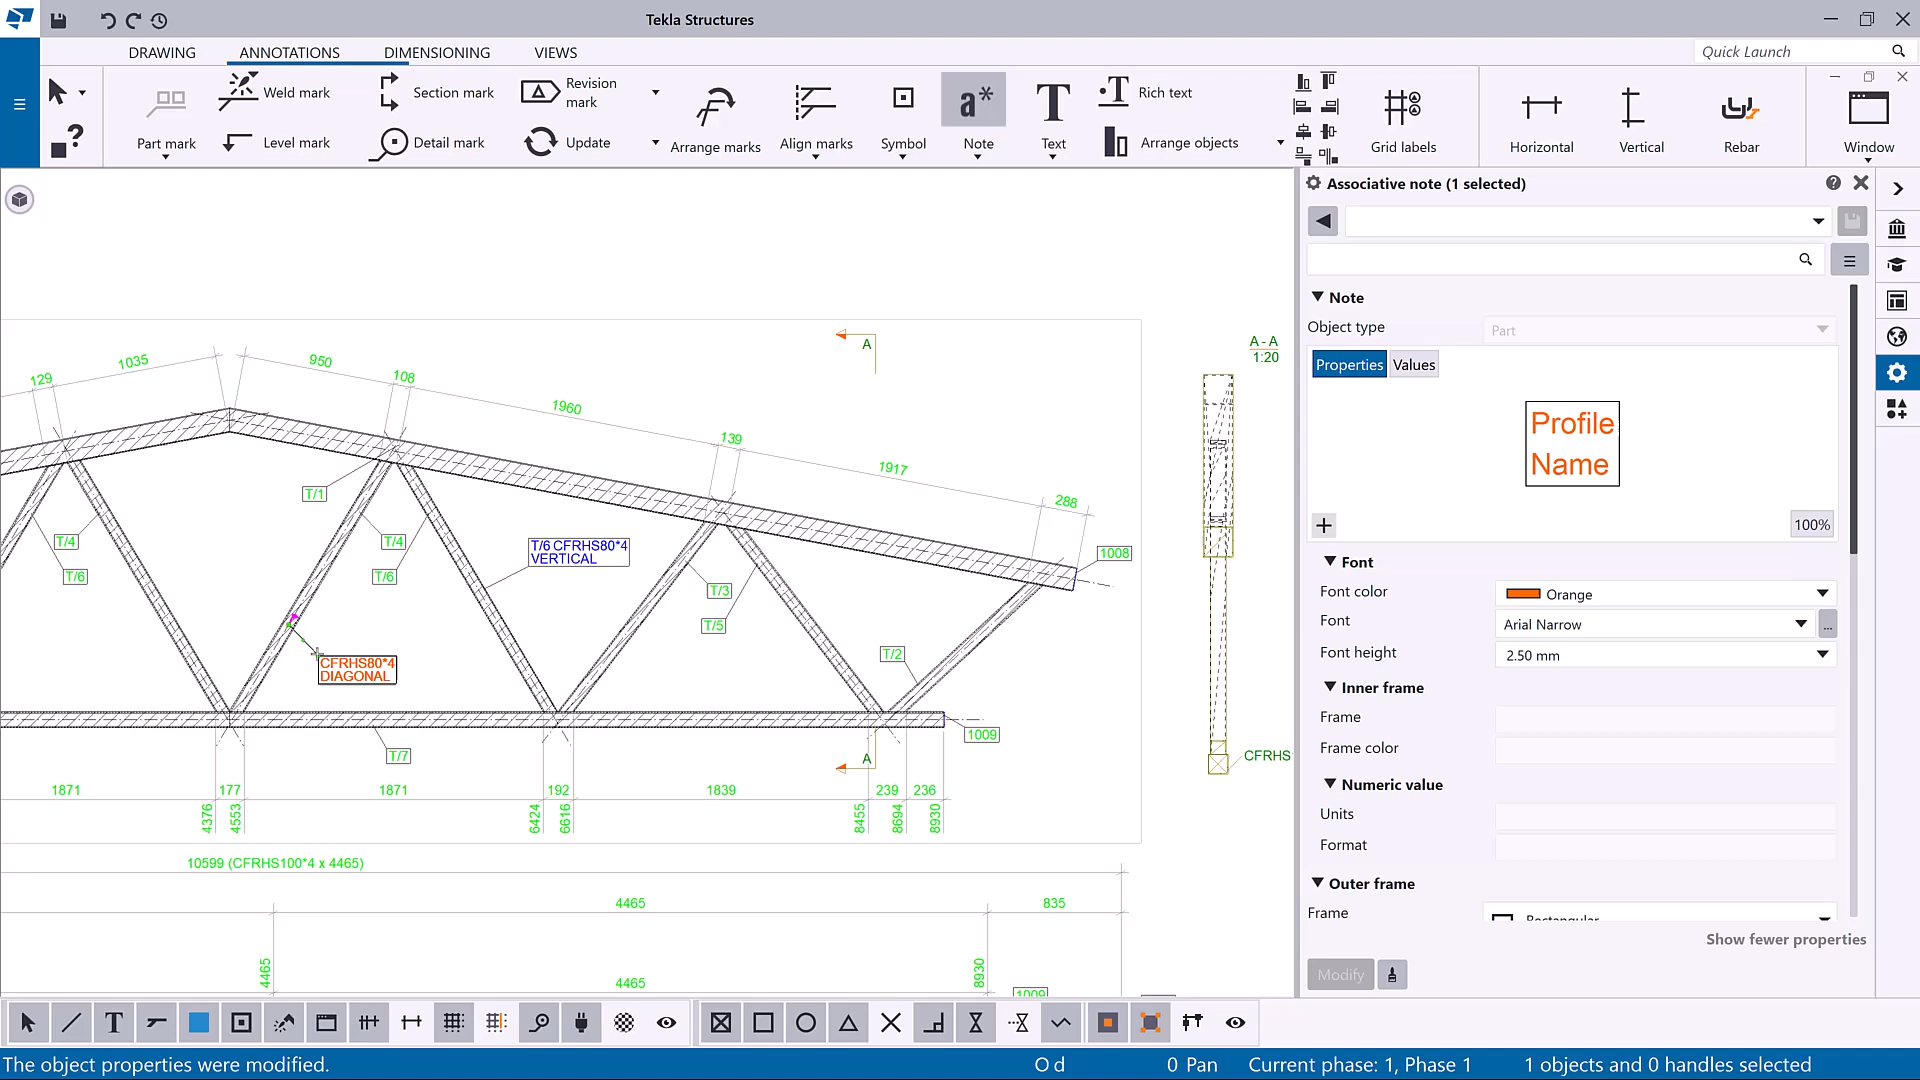 Tekla Structures
DRAWING
ANNOTATIONS
DIMENSIONING
VIEWS
Quick Launch
Part mark
Weld mark
Level mark
Section mark
Detail mark
Revision
mark
Update
Arrange marks
Align marks
Symbol
a*
Note
Text
Rich text
Arrange objects
Grid labels
Horizontal
Vertical
Rebar
Window
Associative note (1 selected)
Note
Object type
Part
Properties
Values
Profile
Name
100%
Font
Font color
Orange
Font
Arial Narrow
...
Font height
2.50 mm
Inner frame
Frame
Frame color
Numeric value
Units
Format
Outer frame
Frame
Rectangular
Show fewer properties
Modify
129
1035
950
108
1960
139
1917
288
A
A - A
1:20
T/1
T/4
T/6
T/4
T/6
T/6 CFRHS80*4
VERTICAL
T/3
T/5
T/2
1008
CFRHS80*4
DIAGONAL
1009
T/7
A
CFRHS
1871
177
1871
192
1839
239
236
4376
4553
6424
6616
8455
8694
8930
10599 (CFRHS100*4 x 4465)
4465
835
4465
4465
8930
1009
The object properties were modified.
O d
0 Pan
Current phase: 1, Phase 1
1 objects and 0 handles selected